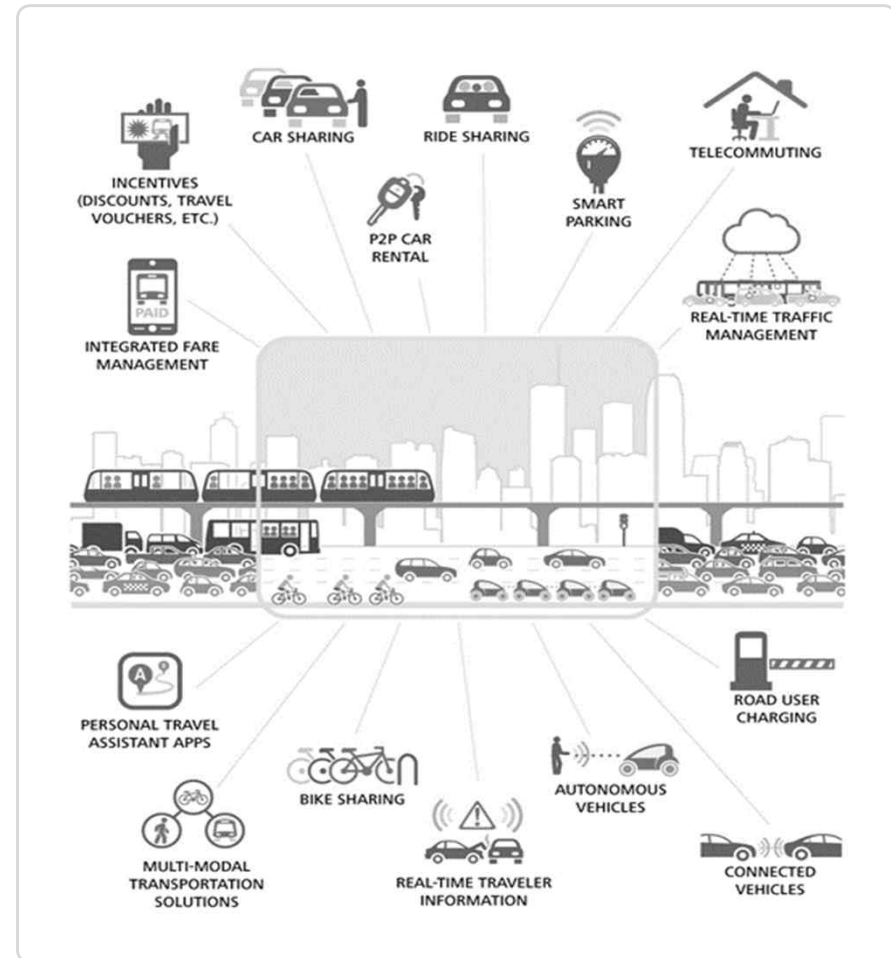 CAR SHARING
RIDE SHARING
TELECOMMUTING
INCENTIVES
(DISCOUNTS, TRAVEL
VOUCHERS, ETC.)
P2P CAR
RENTAL
SMART
PARKING
PAID
INTEGRATED FARE
MANAGEMENT
REAL-TIME TRAFFIC
MANAGEMENT
A
PERSONAL TRAVEL
ASSISTANT APPS
ROAD USER
CHARGING
BIKE SHARING
AUTONOMOUS
VEHICLES
MULTI-MODAL
TRANSPORTATION
SOLUTIONS
REAL-TIME TRAVELER
INFORMATION
CONNECTED
VEHICLES